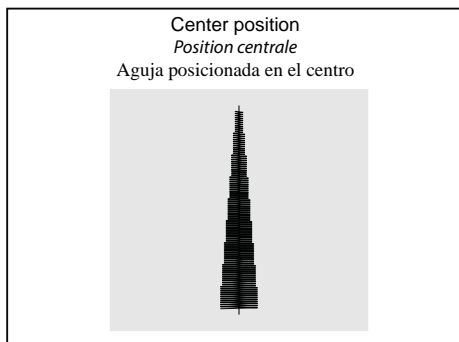 Center position
Position centrale
Aguja posicionada en el centro